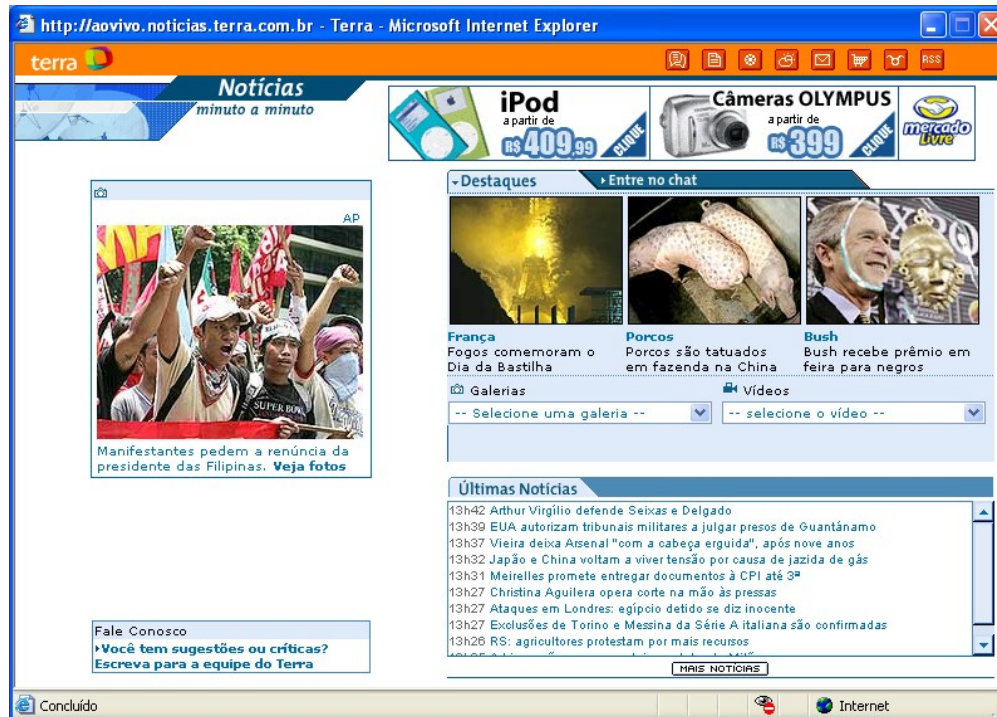 http://aovivo.noticias.terra.com.br - Terra - Microsoft Internet Explorer
terra
RSS
Notícias
minuto a minuto
iPod
a partir de
R$ 409,99
CLIQUE
Câmeras OLYMPUS
a partir de
R$ 399
CLIQUE
mercado
Livre
AP
SUPER BOWL
Manifestantes pedem a renúncia da
presidente das Filipinas. Veja fotos
Destaques
Entre no chat
França
Fogos comemoram o
Dia da Bastilha
Porcos
Porcos são tatuados
em fazenda na China
Bush
Bush recebe prêmio em
feira para negros
Galerias
-- Selecione uma galeria --
Vídeos
-- selecione o vídeo --
Últimas Notícias
13h42 Arthur Virgílio defende Seixas e Delgado
13h39 EUA autorizam tribunais militares a julgar presos de Guantánamo
13h37 Vieira deixa Arsenal "com a cabeça erguida", após nove anos
13h32 Japão e China voltam a viver tensão por causa de jazida de gás
13h31 Meirelles promete entregar documentos à CPI até 3ª
13h27 Christina Aguilera opera corte na mão às pressas
13h27 Ataques em Londres: egípcio detido se diz inocente
13h27 Exclusões de Torino e Messina da Série A italiana são confirmadas
13h26 RS: agricultores protestam por mais recursos
MAIS NOTÍCIAS
Fale Conosco
Você tem sugestões ou críticas?
Escreva para a equipe do Terra
Concluído
Internet